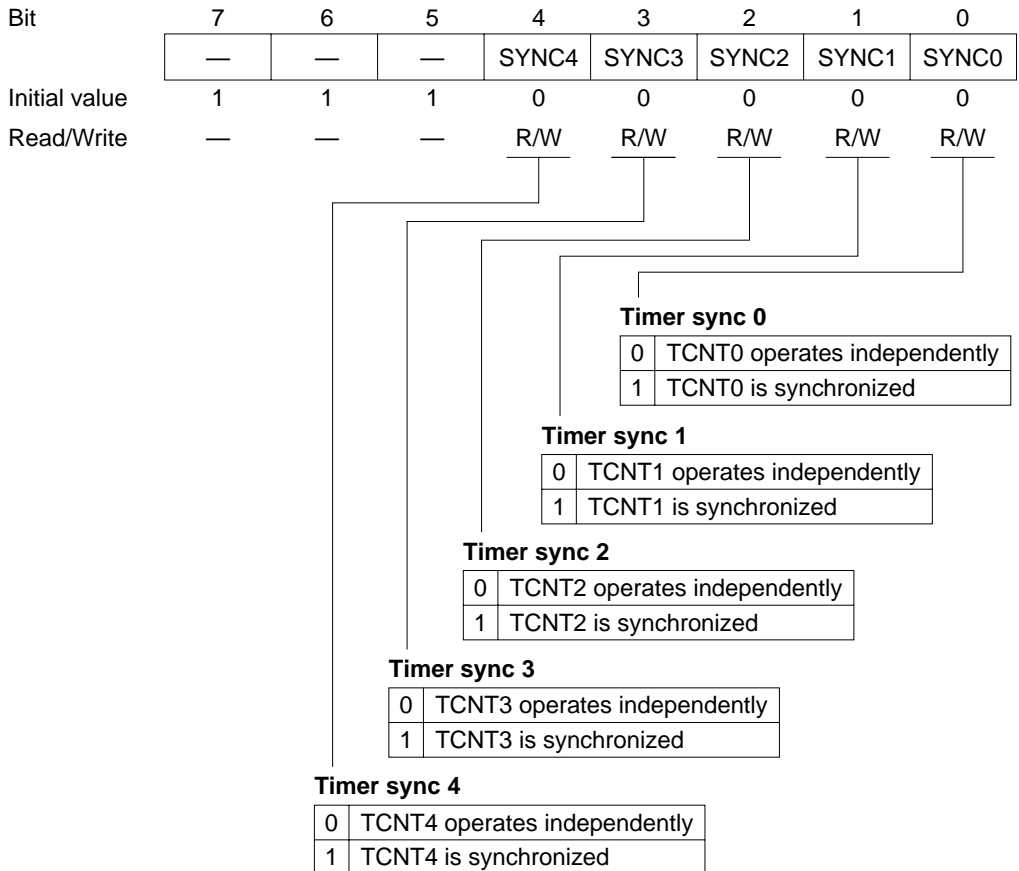 Bit 7 6 5 4 3 2 1 0
— — — SYNC4 SYNC3 SYNC2 SYNC1 SYNC0
Initial value 1 1 1 0 0 0 0 0
Read/Write — — — R/W R/W R/W R/W R/W
Timer sync 0
0 TCNT0 operates independently
1 TCNT0 is synchronized
Timer sync 1
0 TCNT1 operates independently
1 TCNT1 is synchronized
Timer sync 2
0 TCNT2 operates independently
1 TCNT2 is synchronized
Timer sync 3
0 TCNT3 operates independently
1 TCNT3 is synchronized
Timer sync 4
0 TCNT4 operates independently
1 TCNT4 is synchronized